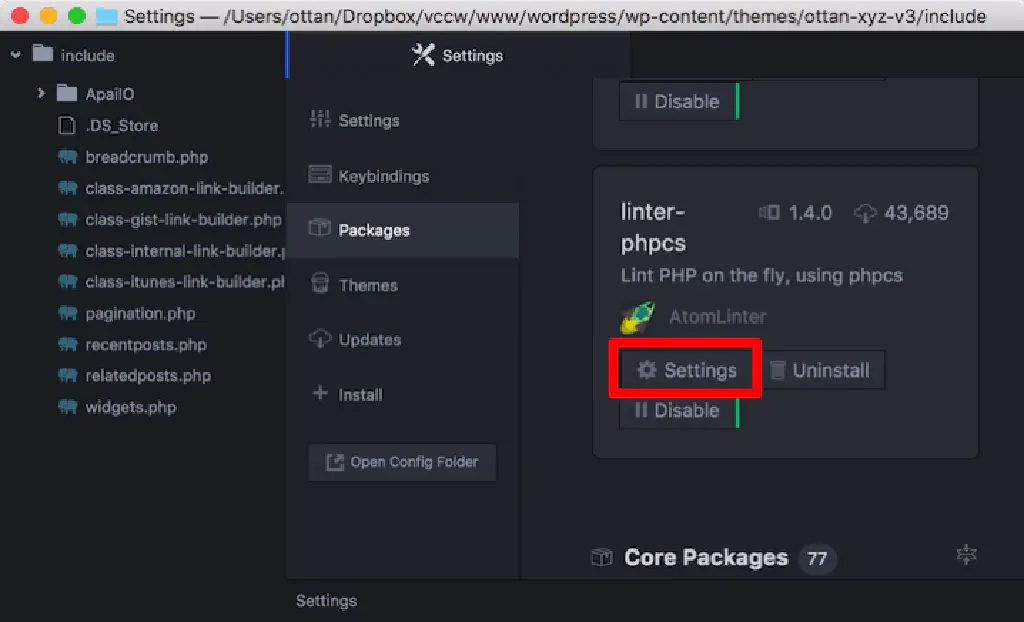 Settings — /Users/ottan/Dropbox/vccw/www/wordpress/wp-content/themes/ottan-xyz-v3/include
include
ApaiIO
.DS_Store
breadcrumb.php
class-amazon-link-builder.
class-gist-link-builder.php
class-internal-link-builder.p
class-itunes-link-builder.ph
pagination.php
recentposts.php
relatedposts.php
widgets.php
Settings
Settings
Keybindings
Packages
Themes
Updates
Install
Open Config Folder
Disable
linter-
phpcs
1.4.0
43,689
Lint PHP on the fly, using phpcs
AtomLinter
Settings
Uninstall
Disable
Core Packages 77
Settings